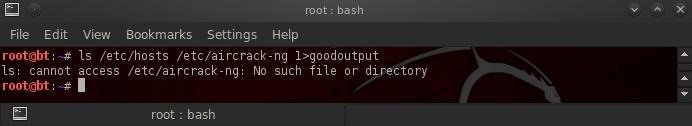 root : bash
File Edit View Bookmarks Settings Help
root@bt:~# ls /etc/hosts /etc/aircrack-ng 1>goodoutput
ls: cannot access /etc/aircrack-ng: No such file or directory
root@bt:~#
root : bash